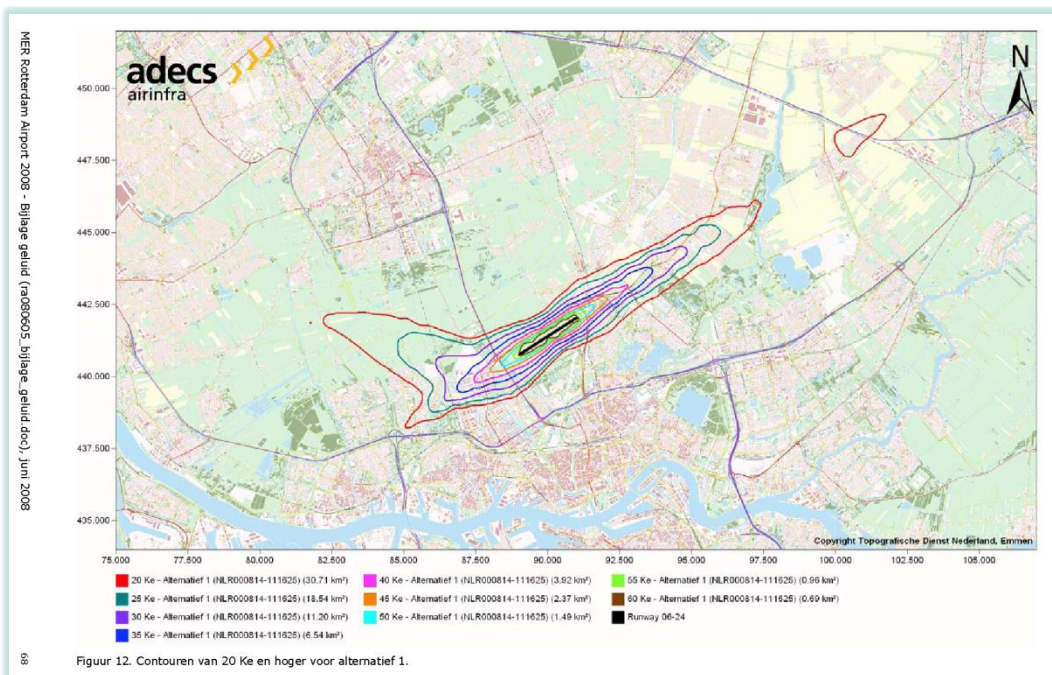 MER Rotterdam Airport 2008 - Bijlage geluid (ra080605_bijlage_geluid.doc), juni 2008
68
adecs
airinfra
N
450.000
447.500
445.000
442.500
440.000
437.500
435.000
Copyright Topografische Dienst Nederland, Emmen
75.000 77.500 80.000 82.500 85.000 87.500 90.000 92.500 95.000 97.500 100.000 102.500 105.000
20 Ke - Alternatief 1 (NLR000814-111625) (30.71 km²)
25 Ke - Alternatief 1 (NLR000814-111625) (18.54 km²)
30 Ke - Alternatief 1 (NLR000814-111625) (11.20 km²)
35 Ke - Alternatief 1 (NLR000814-111625) (6.54 km²)
40 Ke - Alternatief 1 (NLR000814-111625) (3.92 km²)
45 Ke - Alternatief 1 (NLR000814-111625) (2.37 km²)
50 Ke - Alternatief 1 (NLR000814-111625) (1.49 km²)
55 Ke - Alternatief 1 (NLR000814-111625) (0.96 km²)
60 Ke - Alternatief 1 (NLR000814-111625) (0.69 km²)
Runway 06-24
Figuur 12. Contouren van 20 Ke en hoger voor alternatief 1.